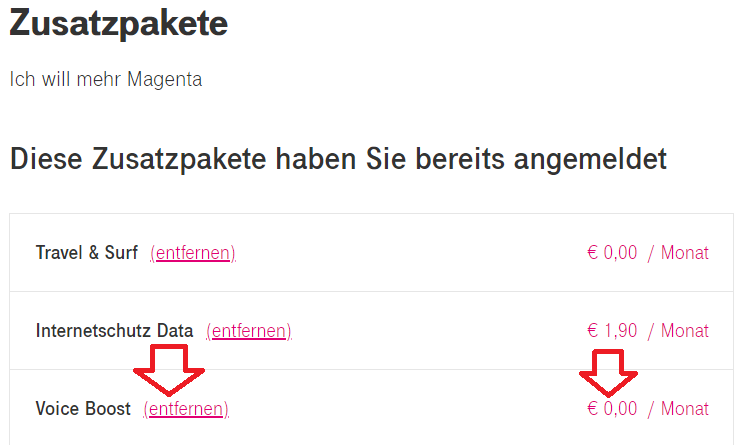 Zusatzpakete
Ich will mehr Magenta
Diese Zusatzpakete haben Sie bereits angemeldet
Travel & Surf (entfernen) € 0,00 / Monat
Internetschutz Data (entfernen) € 1,90 / Monat
Voice Boost (entfernen) € 0,00 / Monat